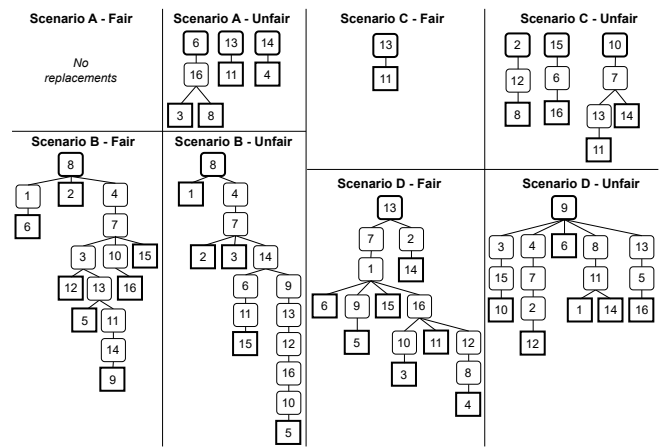 Scenario A - Fair
No
replacements
Scenario A - Unfair
6 13 14
16 11 4
3 8
Scenario C - Fair
13
11
Scenario C - Unfair
2 15 10
12 6 7
8 16 13 14
11
Scenario B - Fair
8
1 2 4
6 7
3 10 15
12 13 16
5 11
14
9
Scenario B - Unfair
8
1 4
7
2 3 14
6 9
11 13
15 12
16
10
5
Scenario D - Fair
13
7 2
1 14
6 9 15 16
5 10 11 12
3 8
4
Scenario D - Unfair
9
3 4 6 8 13
15 7 11 5
10 2 1 14 16
12